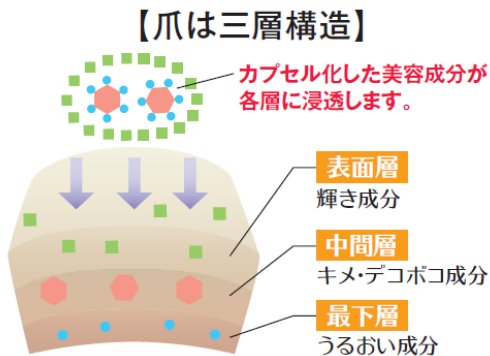 【爪は三層構造】
カプセル化した美容成分が
各層に浸透します。
表面層
輝き成分
中間層
キメ・デコボコ成分
最下層
うるおい成分